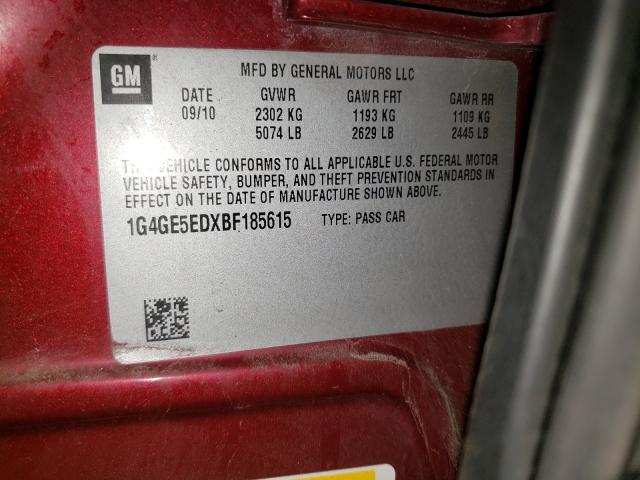 GM
MFD BY GENERAL MOTORS LLC
DATE GVWR GAWR FRT GAWR RR
09/10 2302 KG 1193 KG 1109 KG
5074 LB 2629 LB 2445 LB
THIS VEHICLE CONFORMS TO ALL APPLICABLE U.S. FEDERAL MOTOR
VEHICLE SAFETY, BUMPER, AND THEFT PREVENTION STANDARDS IN
EFFECT ON THE DATE OF MANUFACTURE SHOWN ABOVE.
1G4GE5EDXBF185615 TYPE: PASS CAR